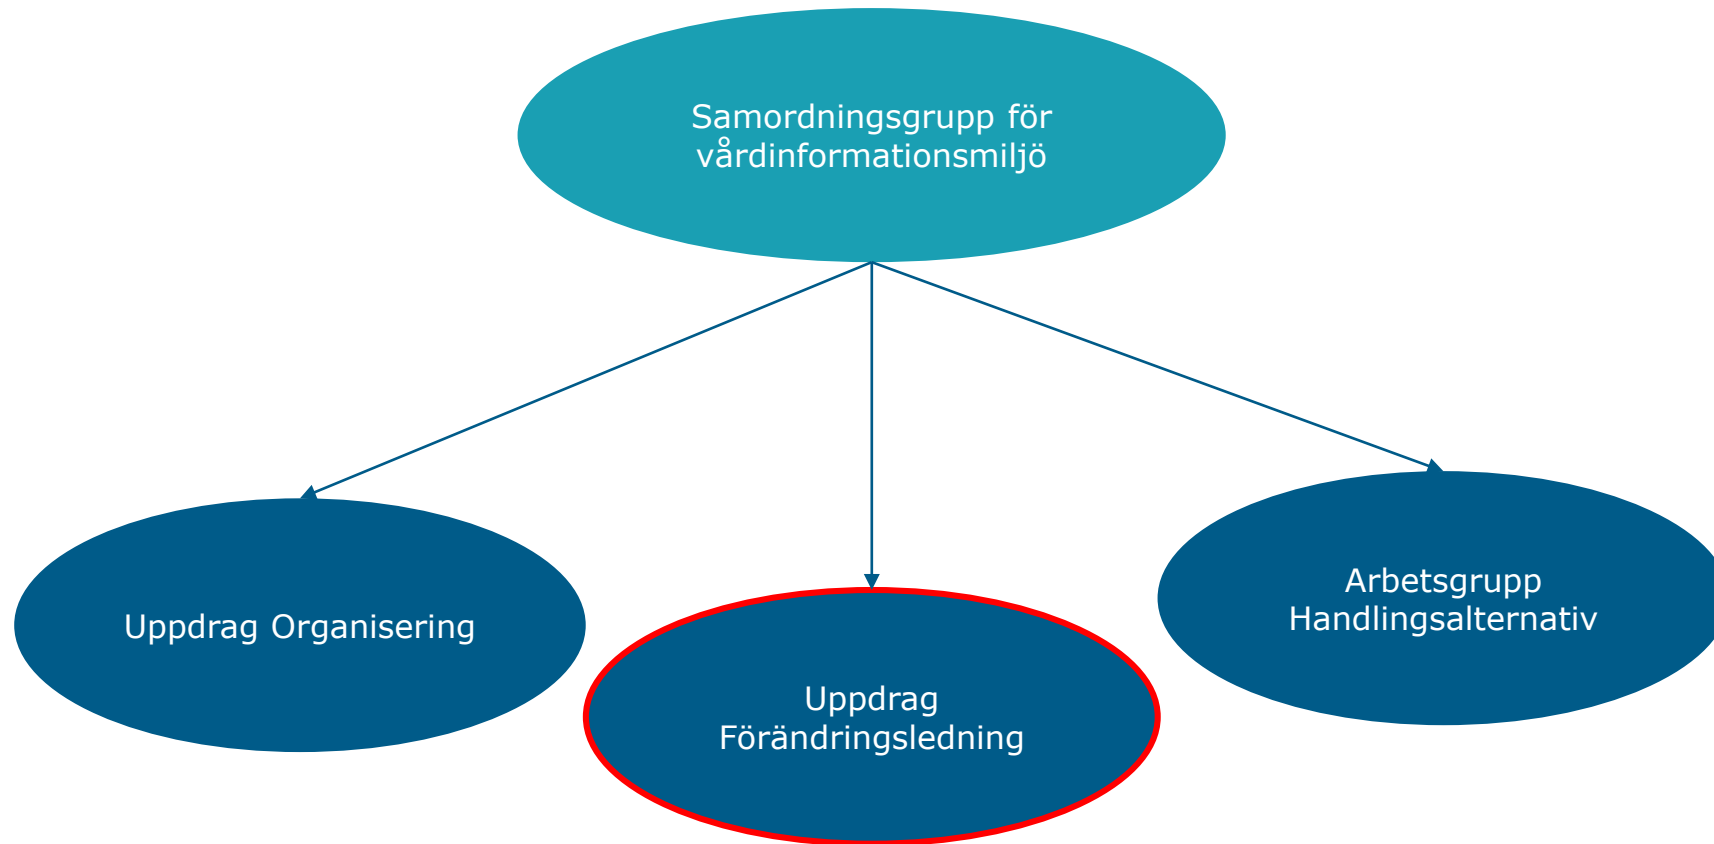 Samordningsgrupp för
vårdinformationsmiljö
Uppdrag Organisering
Uppdrag
Förändringsledning
Arbetsgrupp
Handlingsalternativ